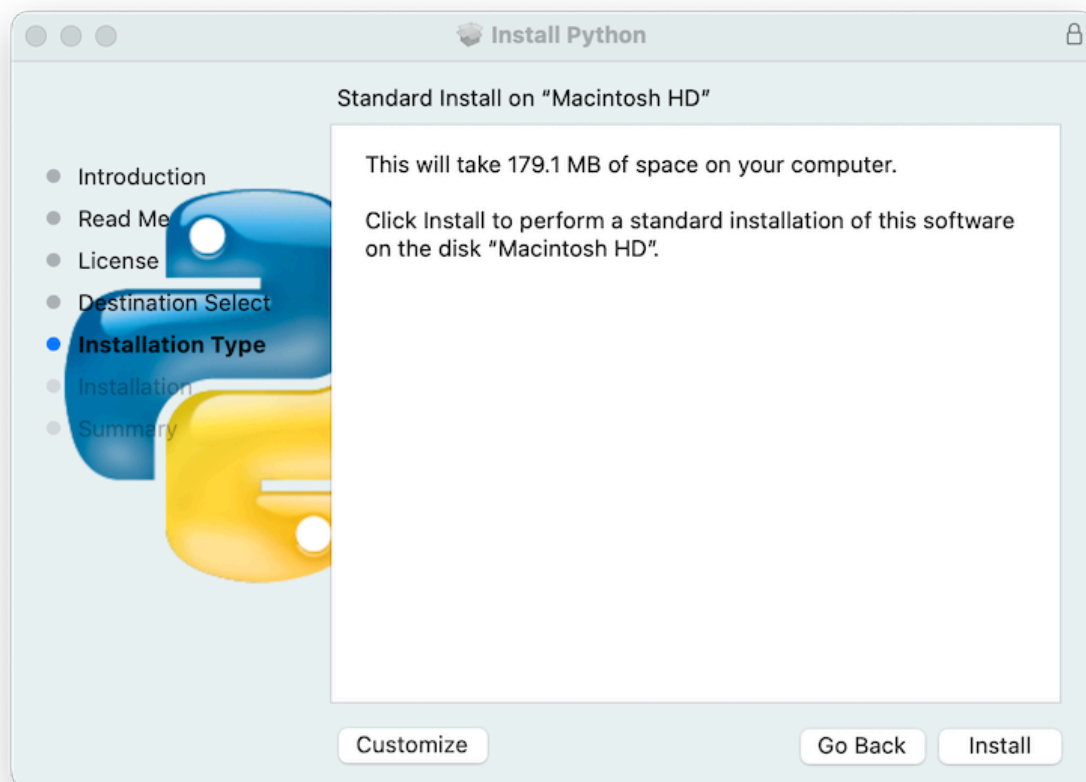 Install Python
Standard Install on “Macintosh HD”
Introduction
Read Me
License
Destination Select
Installation Type
Installation
Summary
This will take 179.1 MB of space on your computer.
Click Install to perform a standard installation of this software
on the disk “Macintosh HD”.
Customize
Go Back
Install